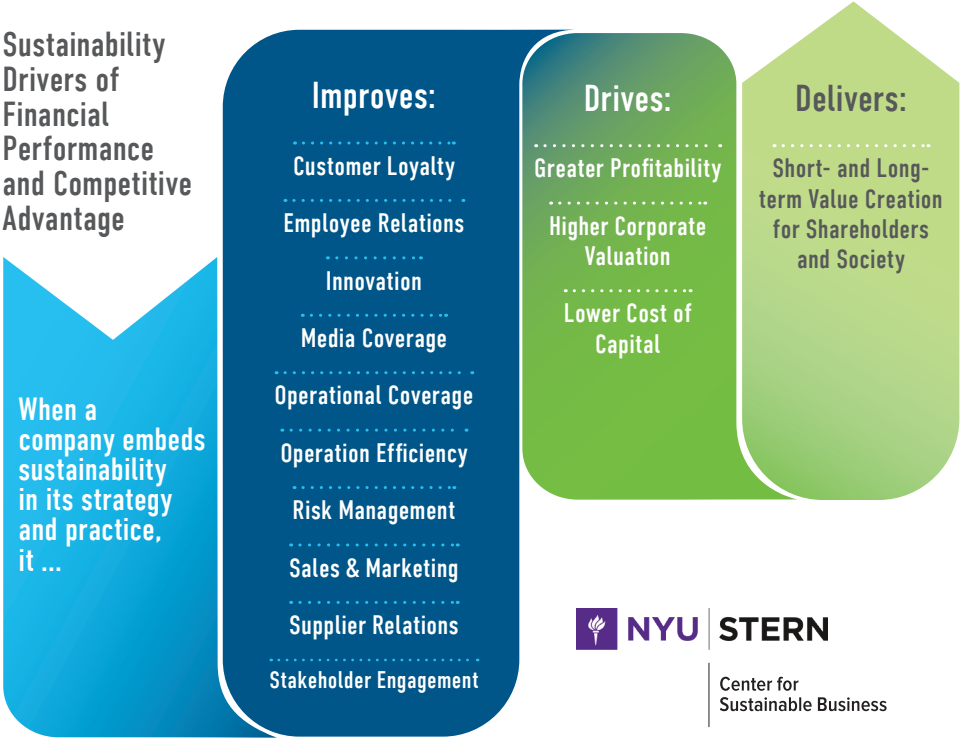 Sustainability
Drivers of
Financial
Performance
and Competitive
Advantage
When a
company embeds
sustainability
in its strategy
and practice,
it ...
Improves:
Customer Loyalty
Employee Relations
Innovation
Media Coverage
Operational Coverage
Operation Efficiency
Risk Management
Sales & Marketing
Supplier Relations
Stakeholder Engagement
Drives:
Greater Profitability
Higher Corporate
Valuation
Lower Cost of
Capital
Delivers:
Short- and Long-
term Value Creation
for Shareholders
and Society
NYU STERN
Center for
Sustainable Business